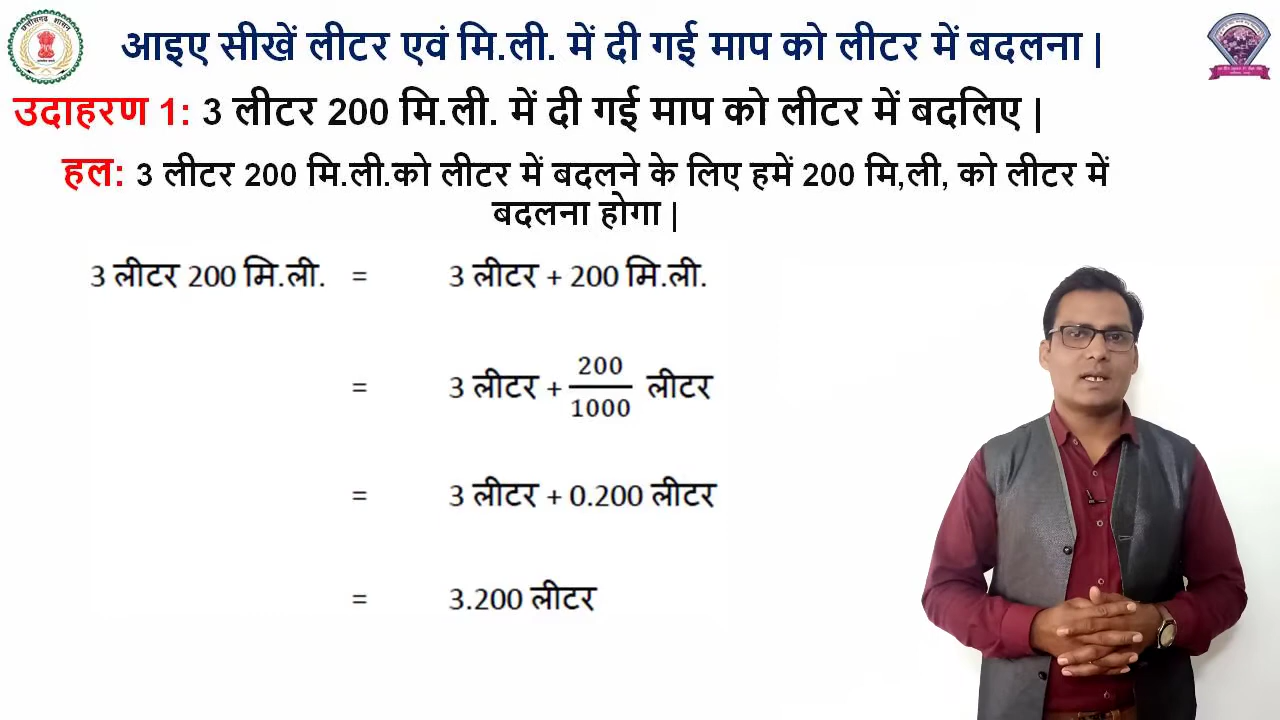 आइए सीखें लीटर एवं मि.ली. में दी गई माप को लीटर में बदलना |
उदाहरण 1: 3 लीटर 200 मि.ली. में दी गई माप को लीटर में बदलिए |
हल: 3 लीटर 200 मि.ली.को लीटर में बदलने के लिए हमें 200 मि,ली, को लीटर में
बदलना होगा |
3 लीटर 200 मि.ली. = 3 लीटर + 200 मि.ली.
= 3 लीटर + 200/1000 लीटर
= 3 लीटर + 0.200 लीटर
= 3.200 लीटर